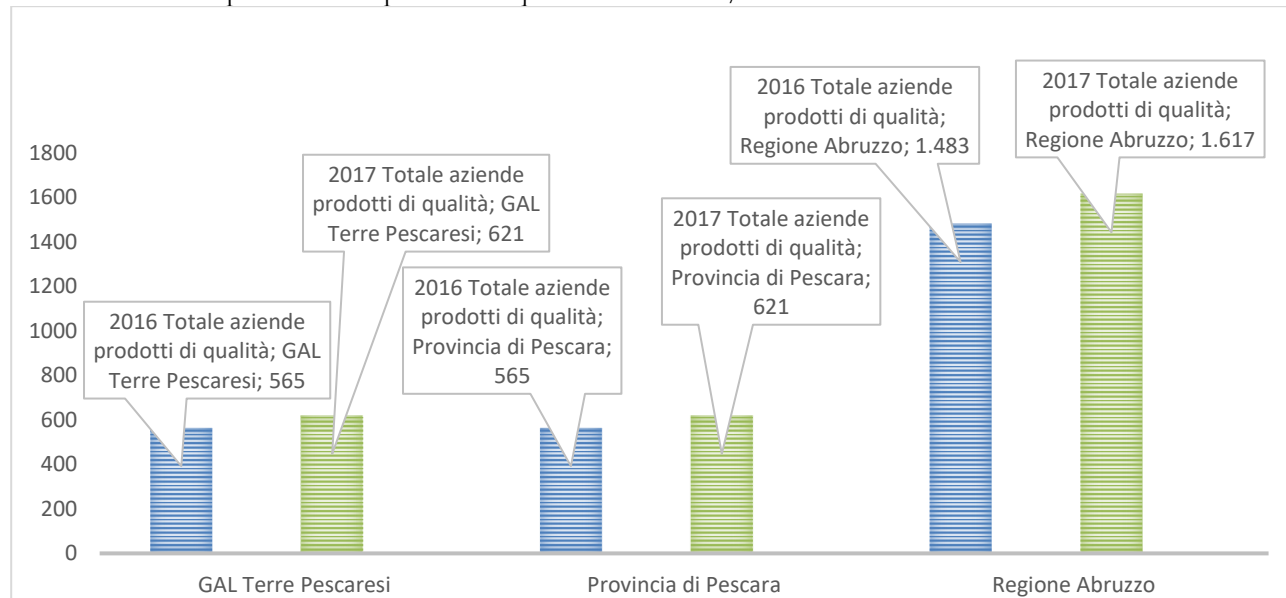 2016 Totale aziende
prodotti di qualità;
Regione Abruzzo; 1.483
2017 Totale aziende
prodotti di qualità;
Regione Abruzzo; 1.617
2017 Totale aziende
prodotti di qualità; GAL
Terre Pescaresi; 621
2017 Totale aziende
prodotti di qualità;
Provincia di Pescara;
621
2016 Totale aziende
prodotti di qualità;
Provincia di Pescara;
565
2016 Totale aziende
prodotti di qualità; GAL
Terre Pescaresi; 565
1800
1600
1400
1200
1000
800
600
400
200
0
GAL Terre Pescaresi
Provincia di Pescara
Regione Abruzzo